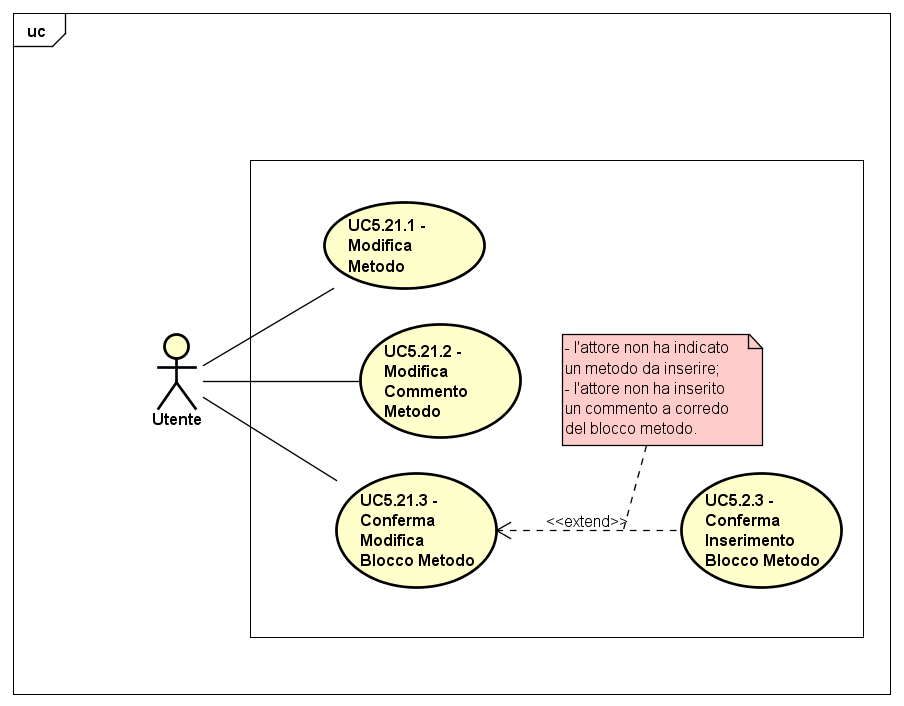 uc
UC5.21.1 -
Modifica
Metodo
UC5.21.2 -
Modifica
Commento
Metodo
- l'attore non ha indicato
un metodo da inserire;
- l'attore non ha inserito
un commento a corredo
del blocco metodo.
Utente
UC5.21.3 -
Conferma
Modifica
Blocco Metodo
<<extend>>
UC5.2.3 -
Conferma
Inserimento
Blocco Metodo